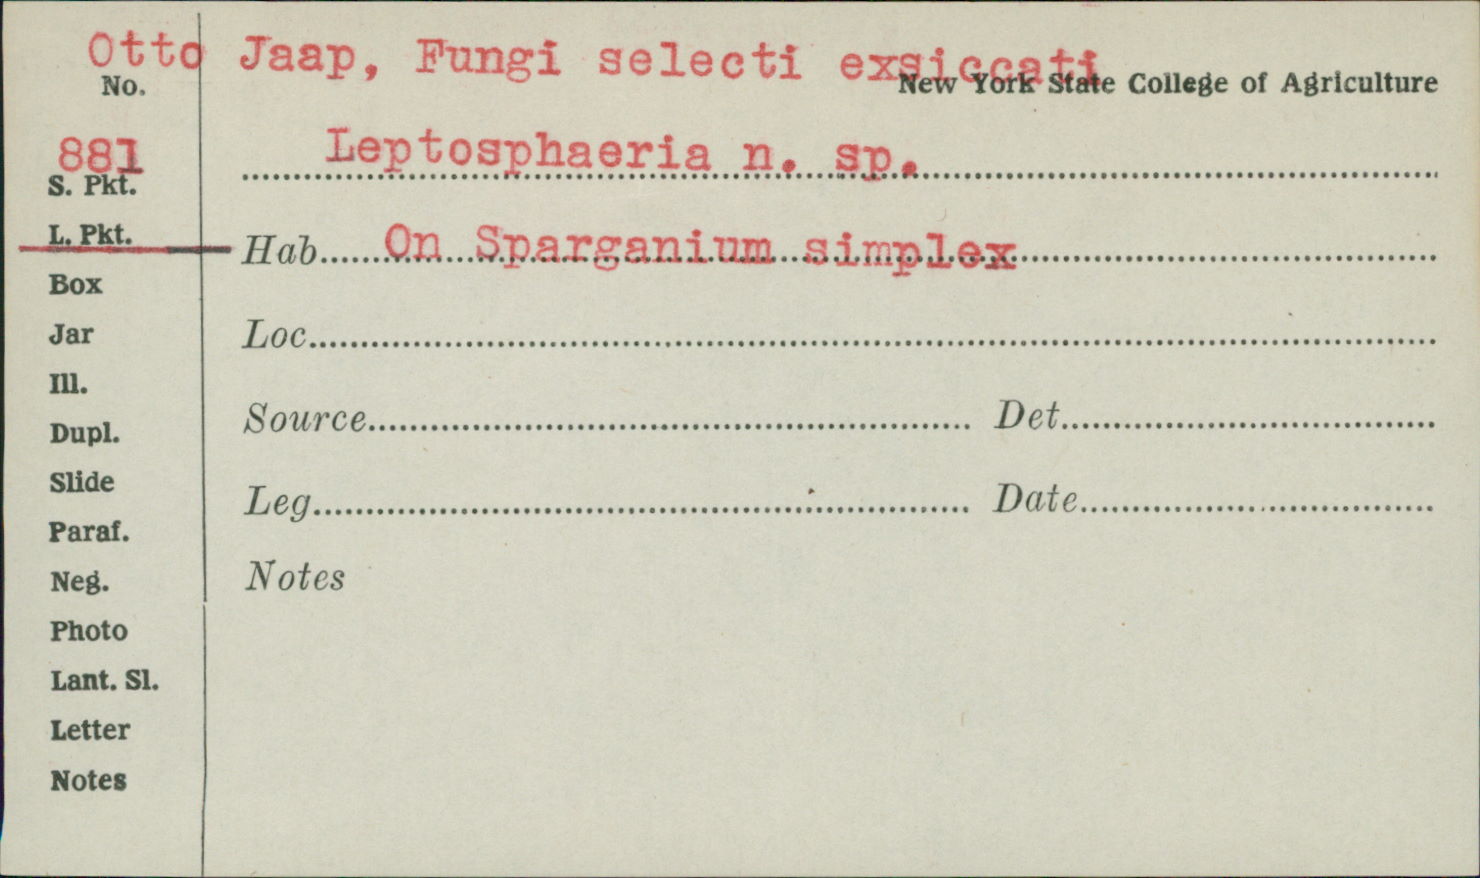 Otto Jaap, Fungi selecti exsiccati
No.
New York State College of Agriculture
881
Leptosphaeria n. sp.
S. Pkt.
L. Pkt.
Hab. On Sparganium simplex
Box
Jar
Loc.
Ill.
Source
Det.
Dupl.
Slide
Leg.
Date
Paraf.
Neg.
Notes
Photo
Lant. Sl.
Letter
Notes